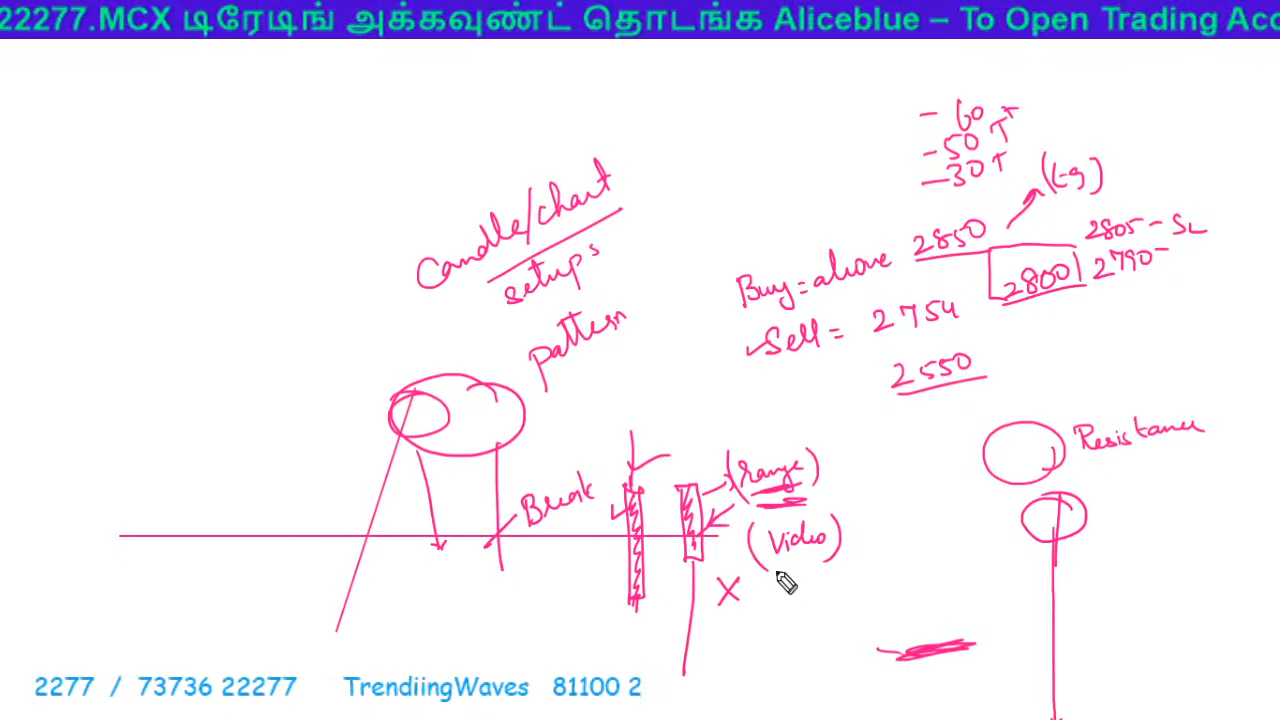 22277.MCX டிரேடிங் அக்கவுண்ட் தொடங்க Aliceblue – To Open Trading Acc
- 60 T
- 50 T
- 30 T
(tg)
Candle/chart
setups
pattern
Buy = above 2850
2805 - SL
2800 2790 -
Sell = 2754
2550
Resistance
Break
(range)
(Video)
X
2277 / 73736 22277 TrendiingWaves 81100 2